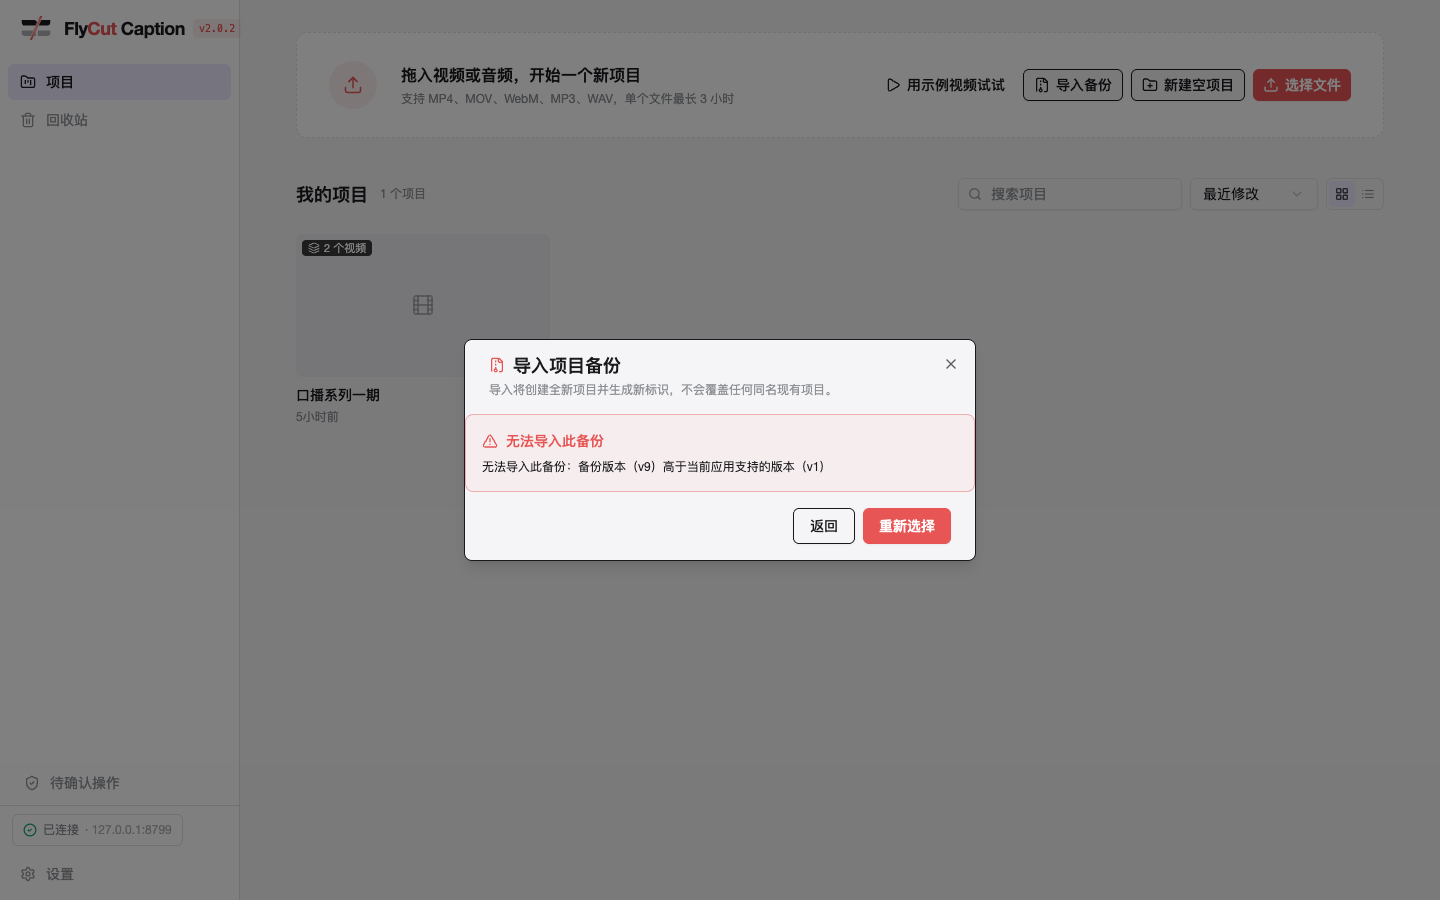 FlyCut Caption v2.0.2
项目
回收站
拖入视频或音频，开始一个新项目
支持 MP4、MOV、WebM、MP3、WAV，单个文件最长 3 小时
用示例视频试试
导入备份
新建空项目
选择文件
我的项目 1 个项目
搜索项目
最近修改
2 个视频
口播系列一期
5小时前
导入项目备份
导入将创建全新项目并生成新标识，不会覆盖任何同名现有项目。
无法导入此备份
无法导入此备份：备份版本（v9）高于当前应用支持的版本（v1）
返回
重新选择
待确认操作
已连接 · 127.0.0.1:8799
设置